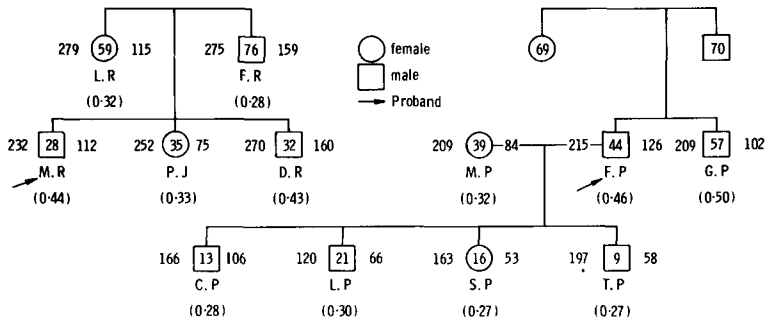 279 59 115 275 76 159 female 69 70
L. R F. R male
(0·32) (0·28) Proband
232 28 112 252 35 75 270 32 160 209 39 84 215 44 126 209 57 102
M. R P. J D. R M. P F. P G. P
(0·44) (0·33) (0·43) (0·32) (0·46) (0·50)
166 13 106 120 21 66 163 16 53 197 9 58
C. P L. P S. P T. P
(0·28) (0·30) (0·27) (0·27)